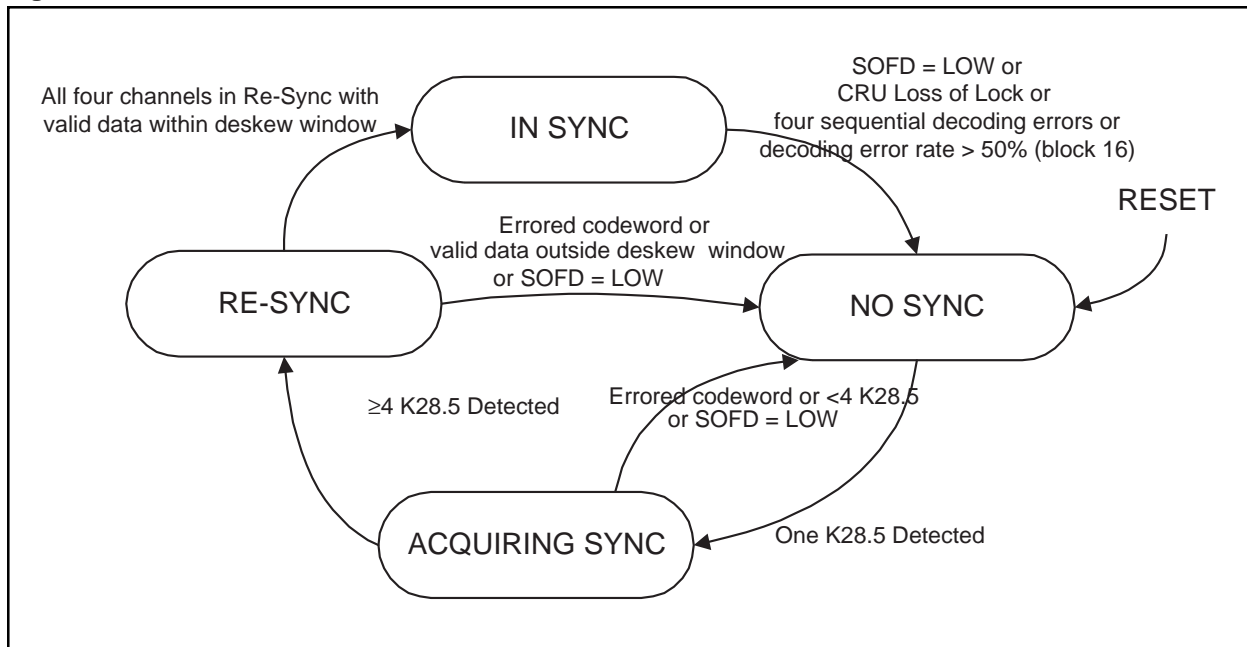 All four channels in Re-Sync with
valid data within deskew window
IN SYNC
SOFD = LOW or
CRU Loss of Lock or
four sequential decoding errors or
decoding error rate > 50% (block 16)
RESET
Errored codeword or
valid data outside deskew window
or SOFD = LOW
RE-SYNC
NO SYNC
≥4 K28.5 Detected
Errored codeword or <4 K28.5
or SOFD = LOW
ACQUIRING SYNC
One K28.5 Detected